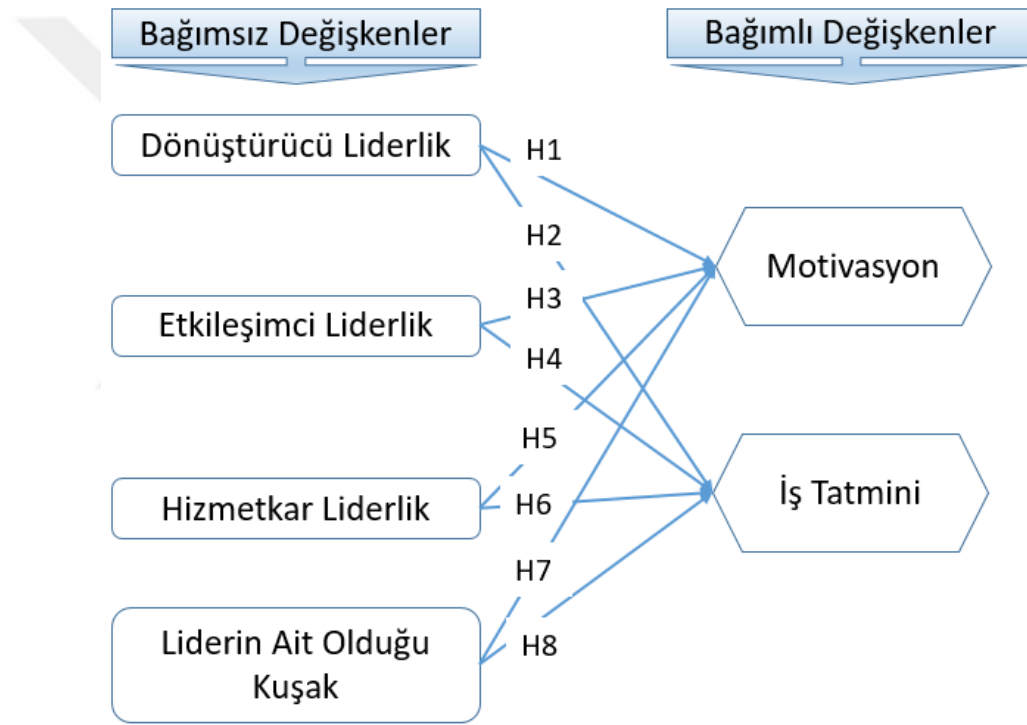 Bağımsız Değişkenler
Bağımlı Değişkenler
Dönüştürücü Liderlik
H1
H2
Motivasyon
Etkileşimci Liderlik
H3
H4
H5
Hizmetkar Liderlik
H6
İş Tatmini
H7
Liderin Ait Olduğu
Kuşak
H8